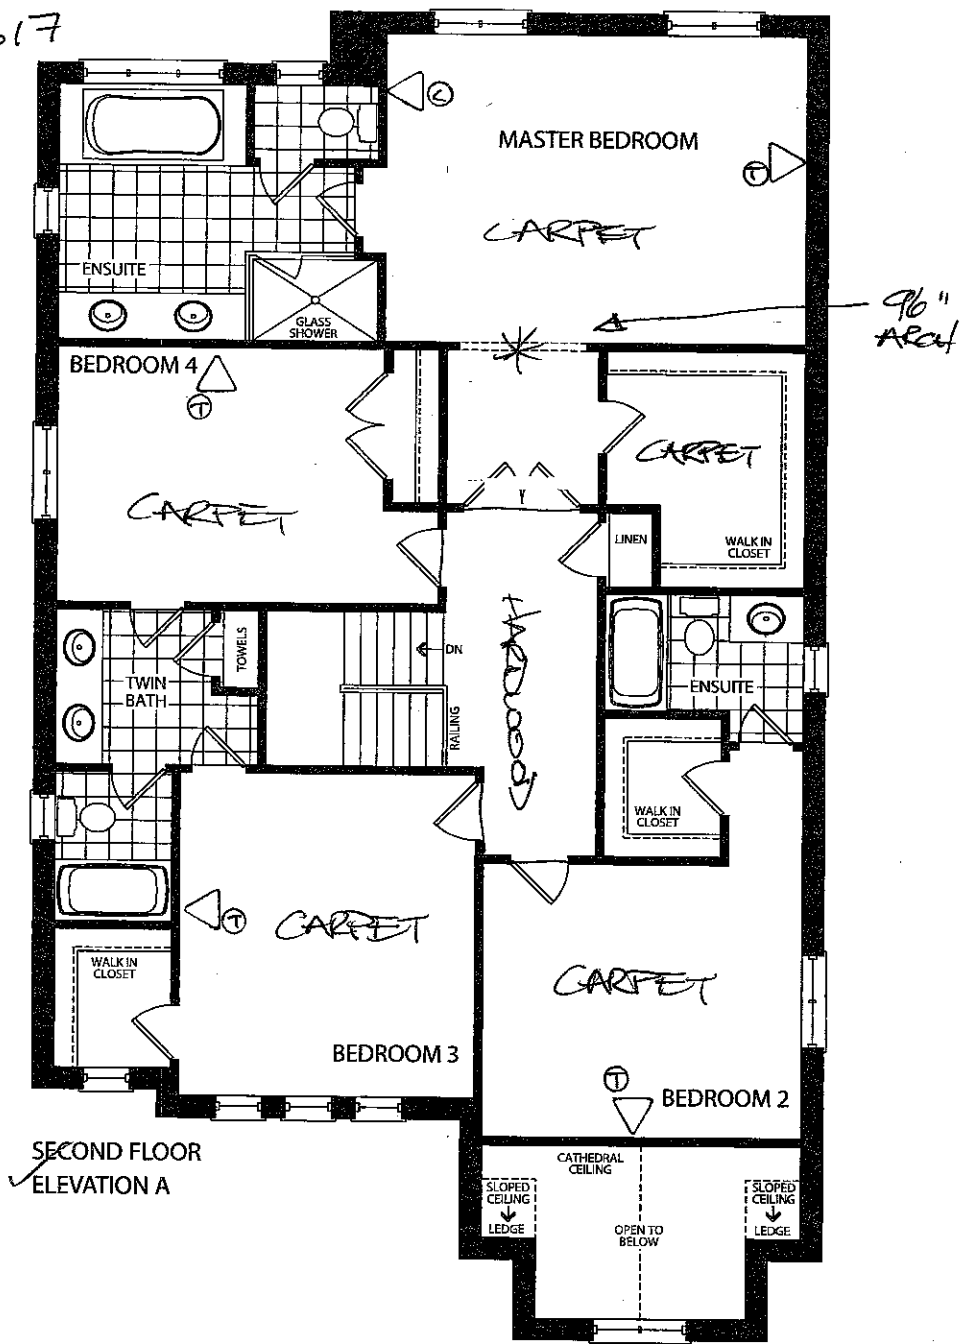 MASTER BEDROOM
C
T
CARPET
ENSUITE
GLASS
SHOWER
96"
ARCH
BEDROOM 4
T
CARPET
CARPET
LINEN
WALK IN
CLOSET
HARDWOOD
TOWELS
DN
RAILING
TWIN
BATH
ENSUITE
WALK IN
CLOSET
T
CARPET
CARPET
WALK IN
CLOSET
BEDROOM 3
T
BEDROOM 2
SECOND FLOOR
ELEVATION A
CATHEDRAL
CEILING
SLOPED
CEILING
LEDGE
OPEN TO
BELOW
SLOPED
CEILING
LEDGE